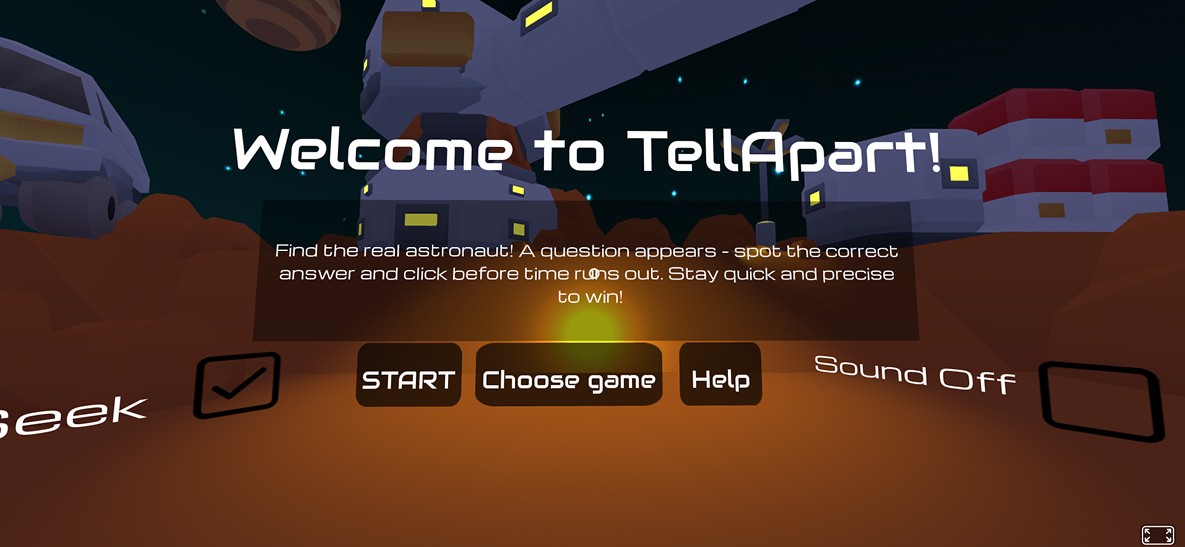 Welcome to TellApart!
Find the real astronaut! A question appears - spot the correct
answer and click before time runs out. Stay quick and precise
to win!
START
Choose game
Help
Sound Off
seek